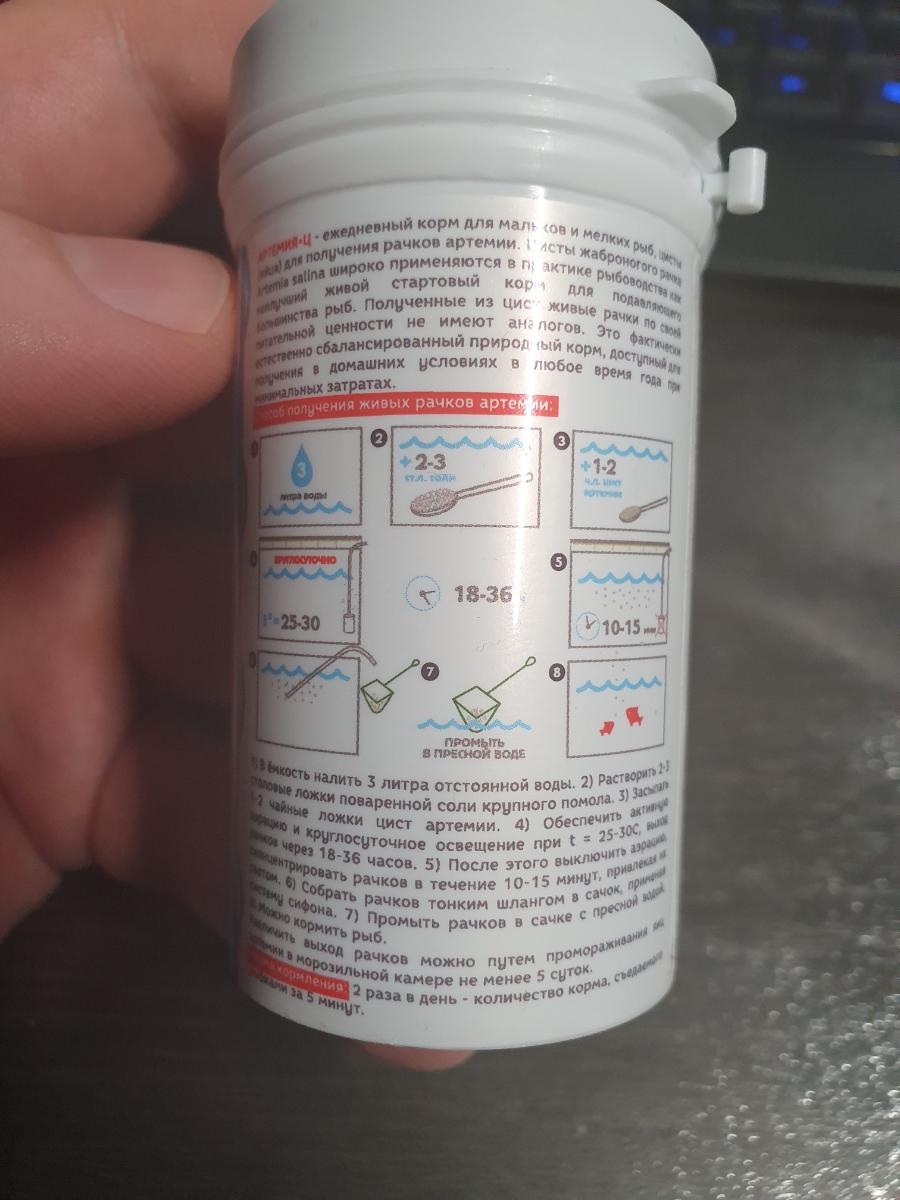 АРТЕМИЯ-Ц - ежедневный корм для мальков и мелких рыб, цисты
(яйца) для получения рачков артемии. Цисты жаброногого рачка
Artemia salina широко применяются в практике рыбоводства как
наилучший живой стартовый корм для подавляющего
большинства рыб. Полученные из цист живые рачки по своей
питательной ценности не имеют аналогов. Это фактически
естественно сбалансированный природный корм, доступный для
получения в домашних условиях в любое время года при
минимальных затратах.
Способ получения живых рачков артемии:
1
2
3
3
литра воды
+ 2-3
ст.л. соли
+ 1-2
ч.л. цист
артемии
КРУГЛОСУТОЧНО
t°= 25-30
18-36
5
10-15 мин
7
ПРОМЫТЬ
В ПРЕСНОЙ ВОДЕ
8
1) В ёмкость налить 3 литра отстоянной воды. 2) Растворить 2-3
столовые ложки поваренной соли крупного помола. 3) Засыпать
1-2 чайные ложки цист артемии. 4) Обеспечить активную
аэрацию и круглосуточное освещение при t = 25-30С, выход
рачков через 18-36 часов. 5) После этого выключить аэрацию,
сконцентрировать рачков в течение 10-15 минут, привлекая их
светом. 6) Собрать рачков тонким шлангом в сачок, применяя
систему сифона. 7) Промыть рачков в сачке с пресной водой.
8) Можно кормить рыб.
Увеличить выход рачков можно путем промораживания яиц
артемии в морозильной камере не менее 5 суток.
кормления: 2 раза в день - количество корма, съедаемого
за 5 минут.